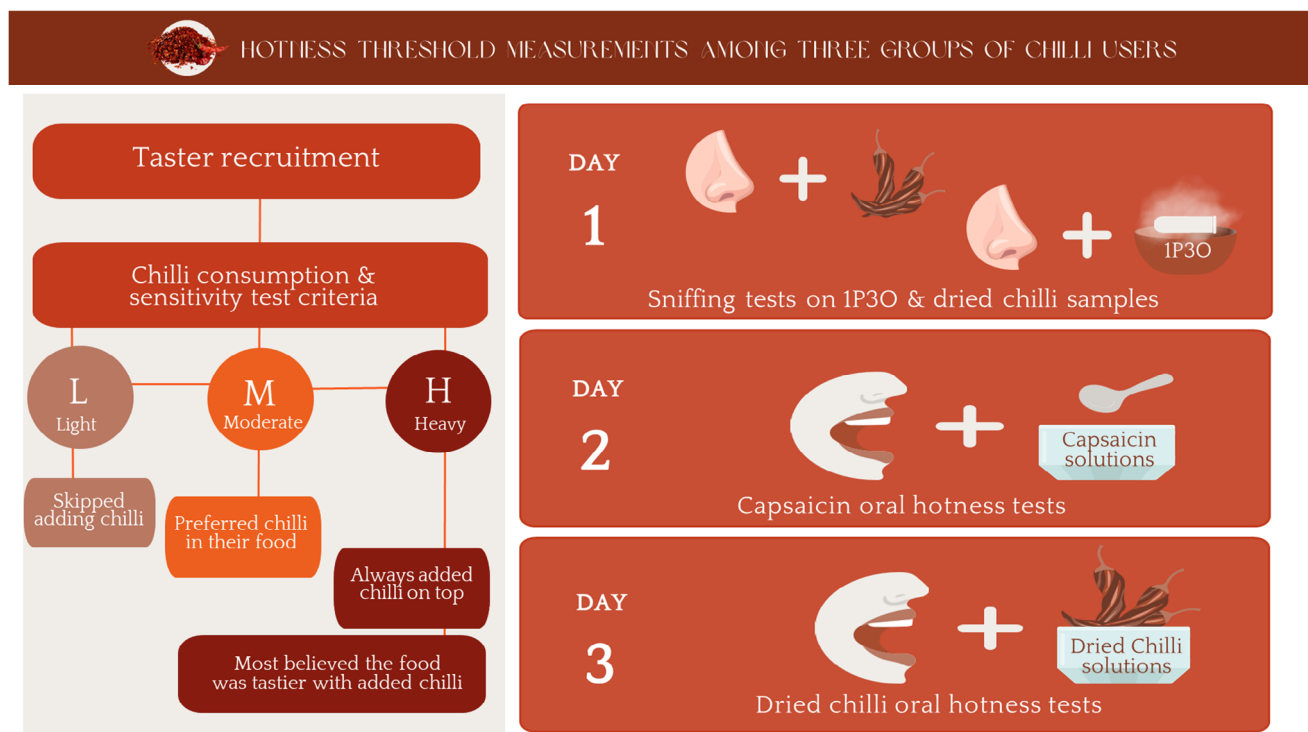 HOTNESS THRESHOLD MEASUREMENTS AMONG THREE GROUPS OF CHILLI USERS
Taster recruitment
Chilli consumption &
sensitivity test criteria
L
Light
M
Moderate
H
Heavy
Skipped
adding chilli
Preferred chilli
in their food
Always added
chilli on top
Most believed the food
was tastier with added chilli
DAY
1
1P3O
Sniffing tests on 1P3O & dried chilli samples
DAY
2
Capsaicin
solutions
Capsaicin oral hotness tests
DAY
3
Dried Chilli
solutions
Dried chilli oral hotness tests